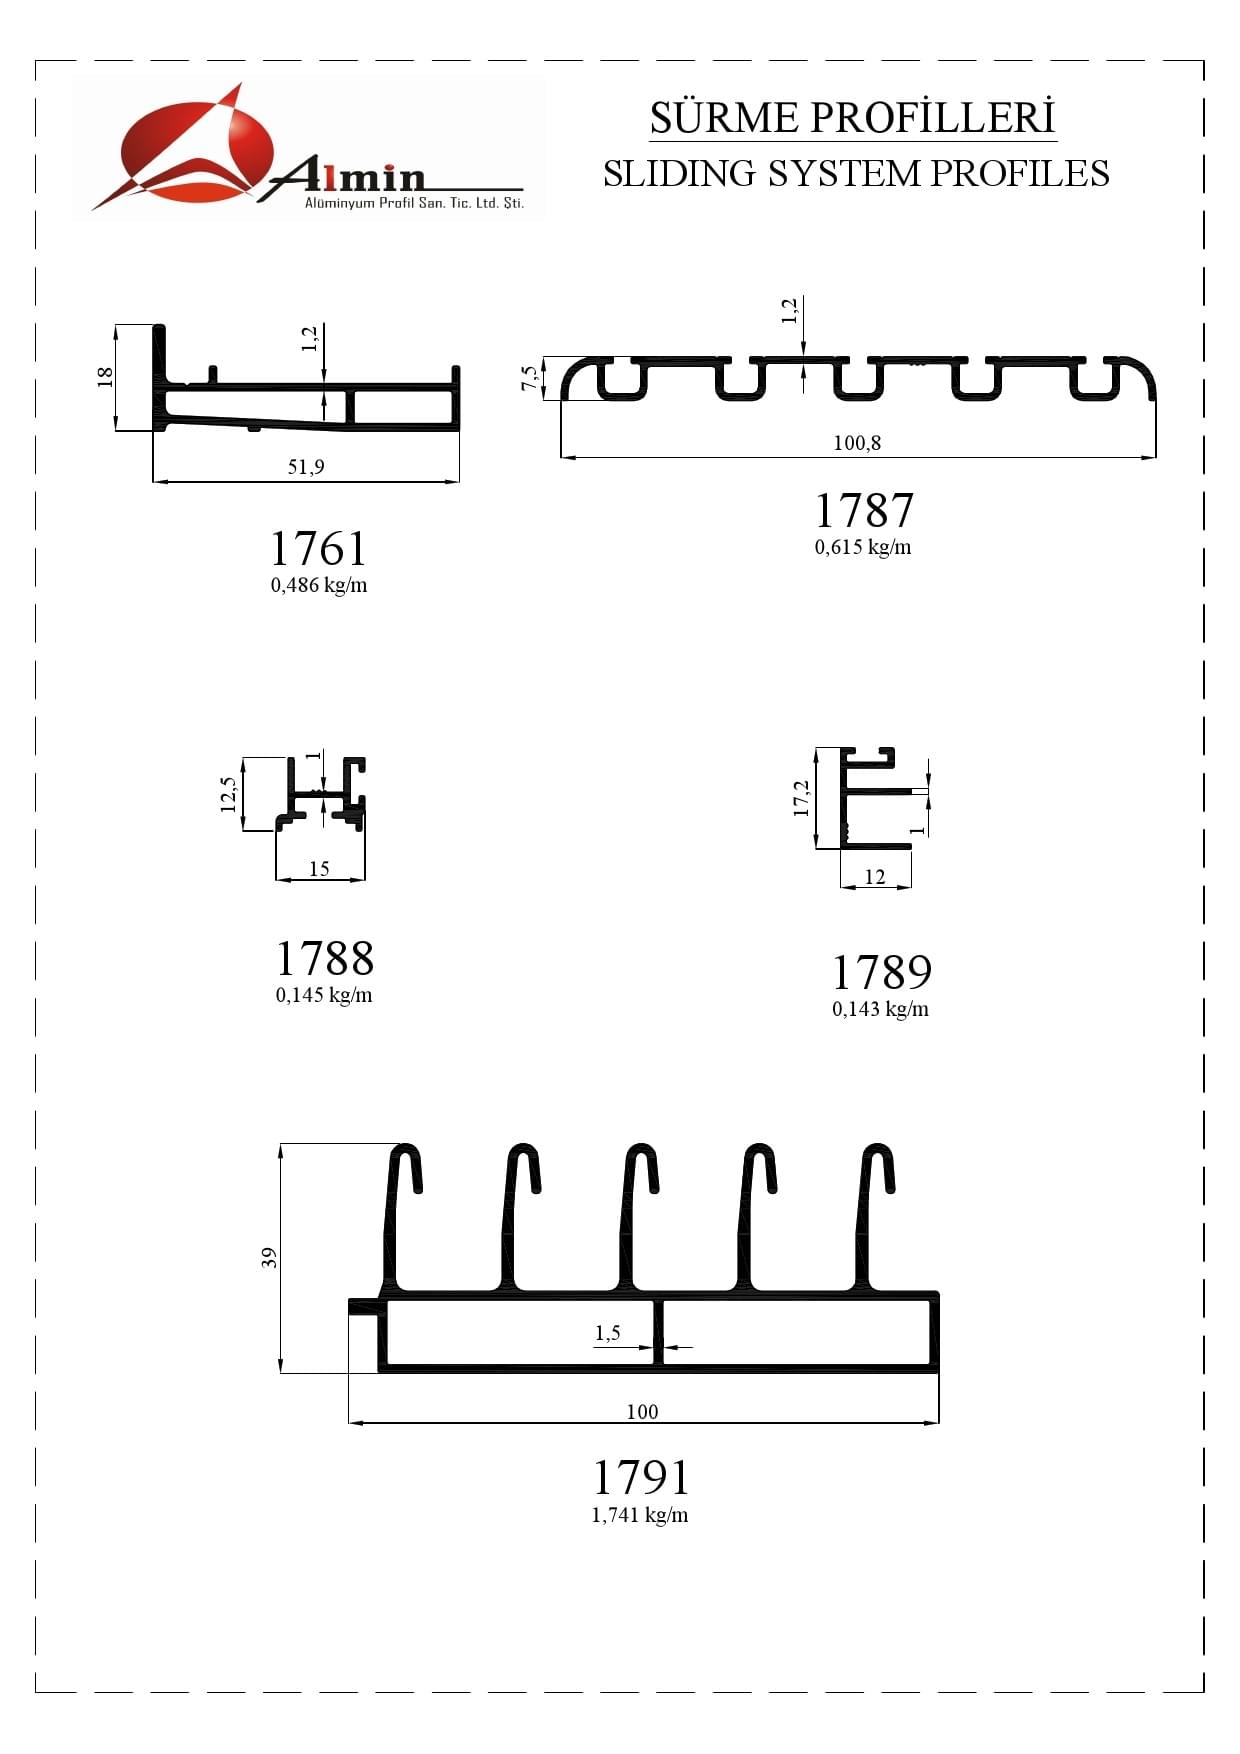 SÜRME PROFİLLERİ
SLIDING SYSTEM PROFILES
Almin
Alüminyum Profil San. Tic. Ltd. Şti.
18
1,2
51,9
1761
0,486 kg/m
7,5
1,2
100,8
1787
0,615 kg/m
12,5
1
15
1788
0,145 kg/m
17,2
1
12
1789
0,143 kg/m
39
1,5
100
1791
1,741 kg/m